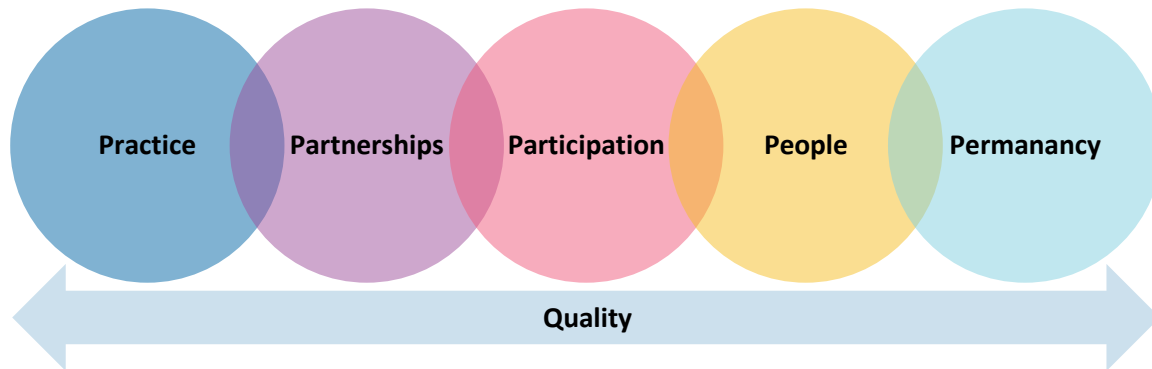 Practice
Partnerships
Participation
People
Permanancy
Quality